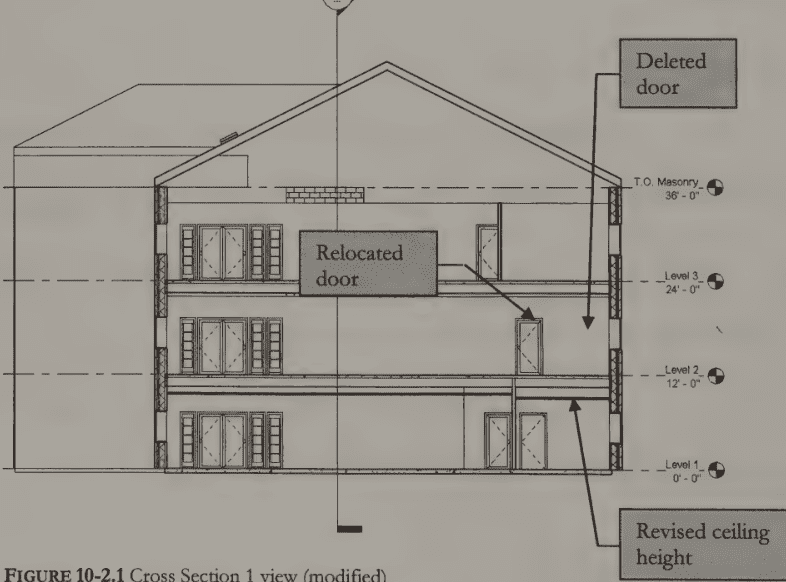 Deleted
door
T.O. Masonry
36' - 0"
Relocated
door
Level 3
24' - 0"
Level 2
12' - 0"
Level 1
0' - 0"
Revised ceiling
height
FIGURE 10-2.1 Cross Section 1 view (modified)